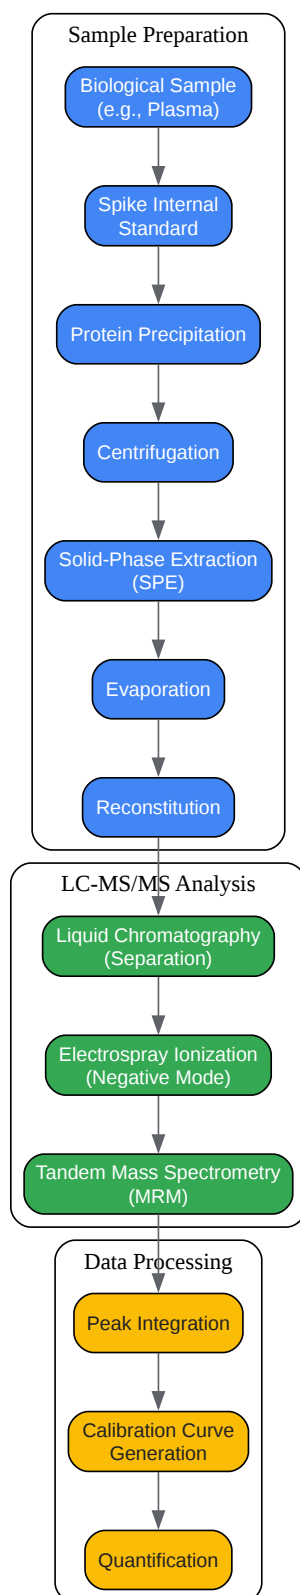 Sample Preparation
Biological Sample
(e.g., Plasma)
Spike Internal
Standard
Protein Precipitation
Centrifugation
Solid-Phase Extraction
(SPE)
Evaporation
Reconstitution
LC-MS/MS Analysis
Liquid Chromatography
(Separation)
Electrospray Ionization
(Negative Mode)
Tandem Mass Spectrometry
(MRM)
Data Processing
Peak Integration
Calibration Curve
Generation
Quantification